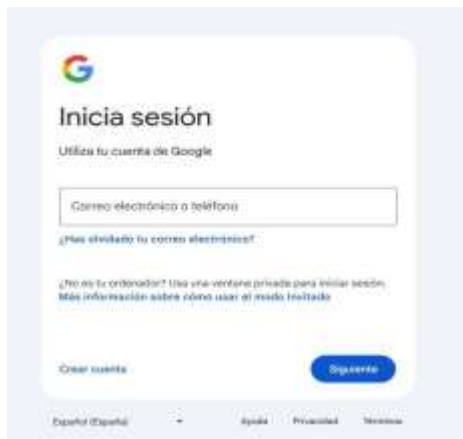 Inicia sesión
Utiliza tu cuenta de Google
Correo electrónico o teléfono
¿Has olvidado tu correo electrónico?
¿No es tu ordenador? Usa una ventana privada para iniciar sesión.
Más información sobre cómo usar el modo Invitado
Crear cuenta
Siguiente
Español (España)
Ayuda
Privacidad
Términos